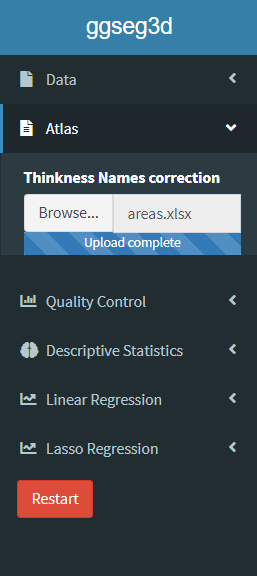 ggseg3d
Data
Atlas
Thinkness Names correction
Browse... areas.xlsx
Upload complete
Quality Control
Descriptive Statistics
Linear Regression
Lasso Regression
Restart